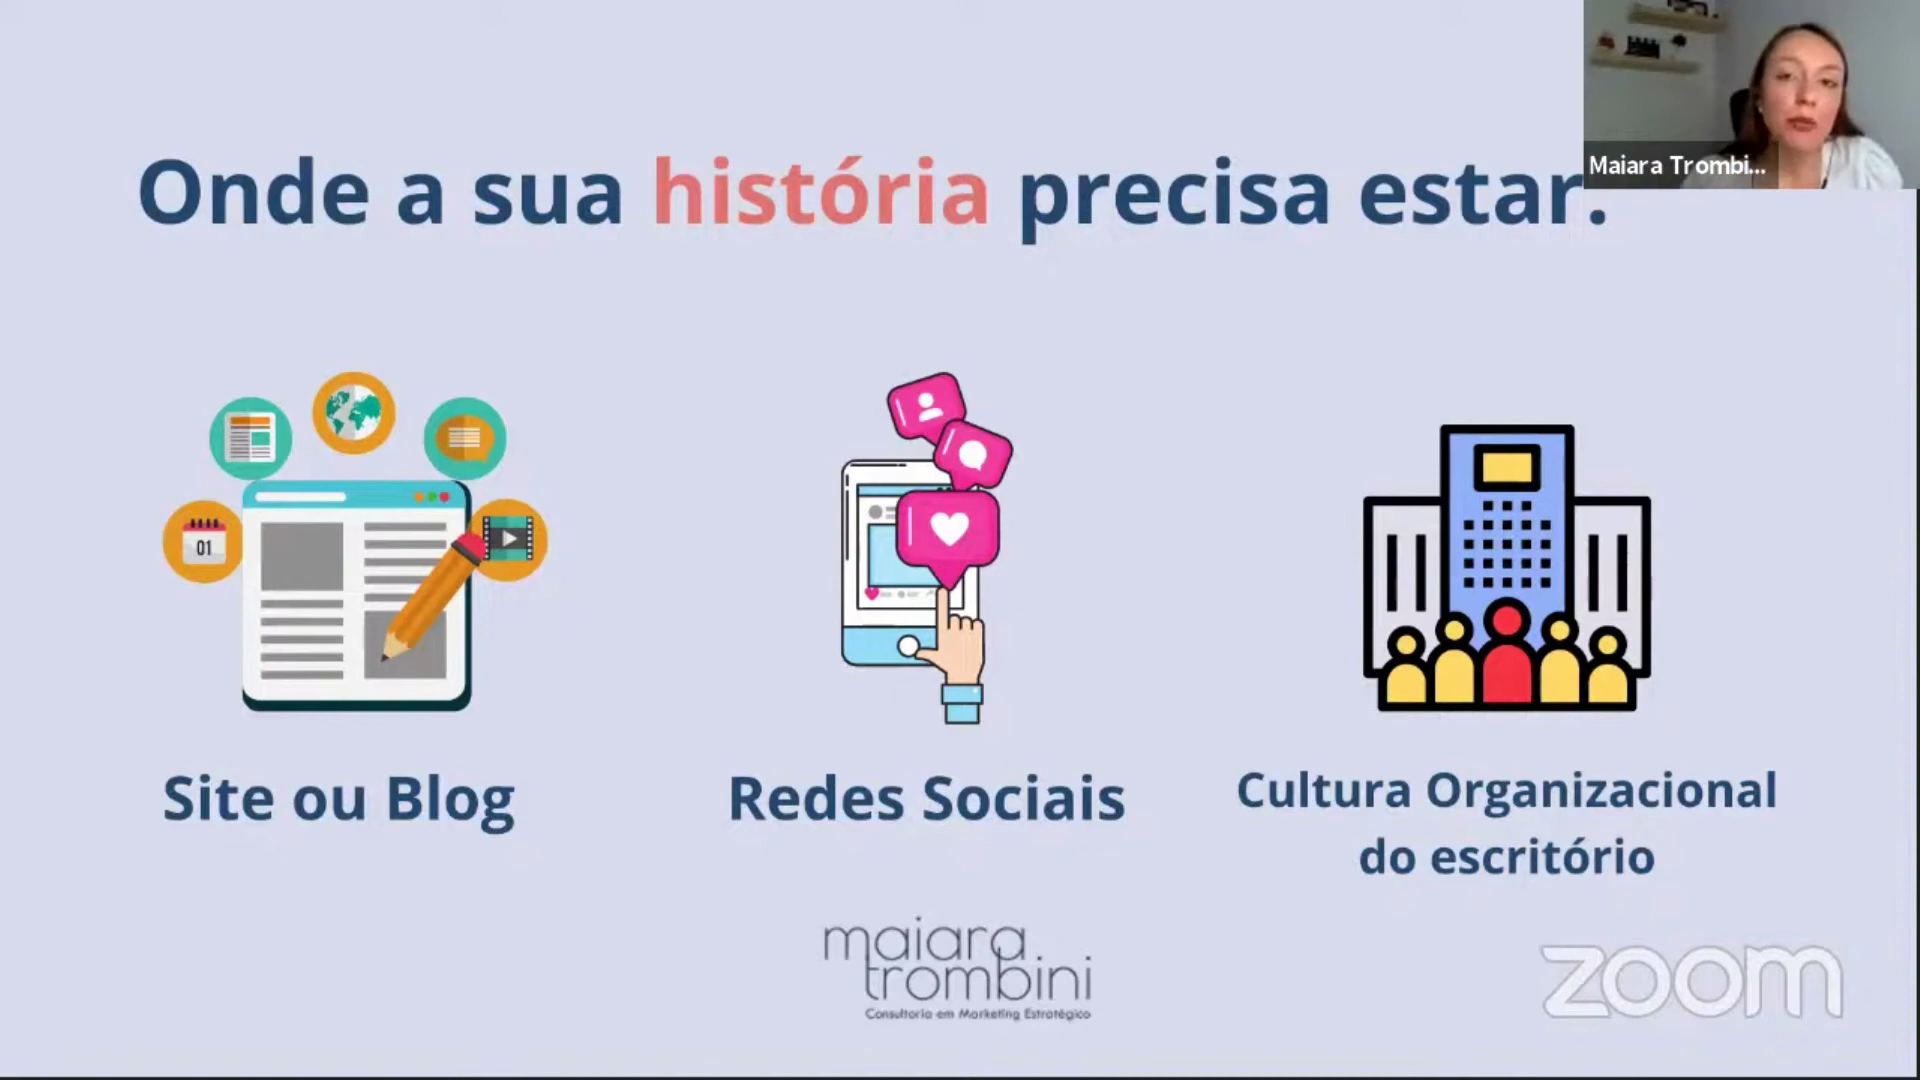 Maiara Trombi...
Onde a sua história precisa estar.
01
Site ou Blog
Redes Sociais
Cultura Organizacional
do escritório
maiara
trombini
Consultoria em Marketing Estratégico
zoom